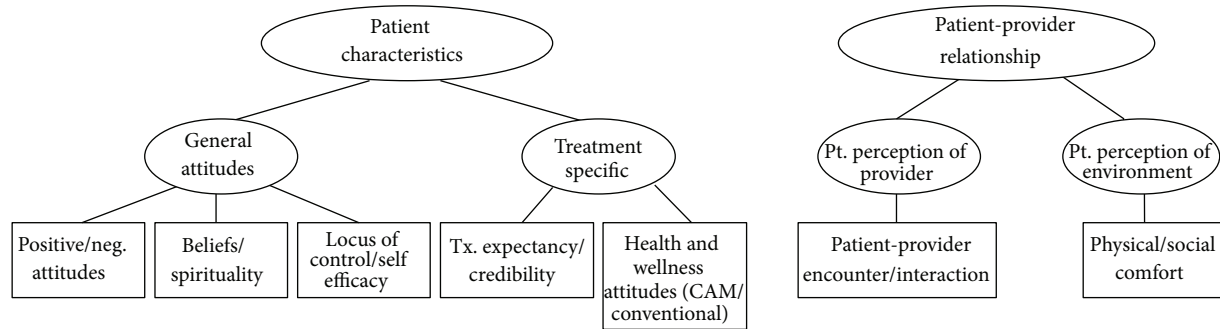 Patient
characteristics
Patient-provider
relationship
General
attitudes
Treatment
specific
Pt. perception of
provider
Pt. perception of
environment
Positive/neg.
attitudes
Beliefs/
spirituality
Locus of
control/self
efficacy
Tx. expectancy/
credibility
Health and
wellness
attitudes (CAM/
conventional)
Patient-provider
encounter/interaction
Physical/social
comfort